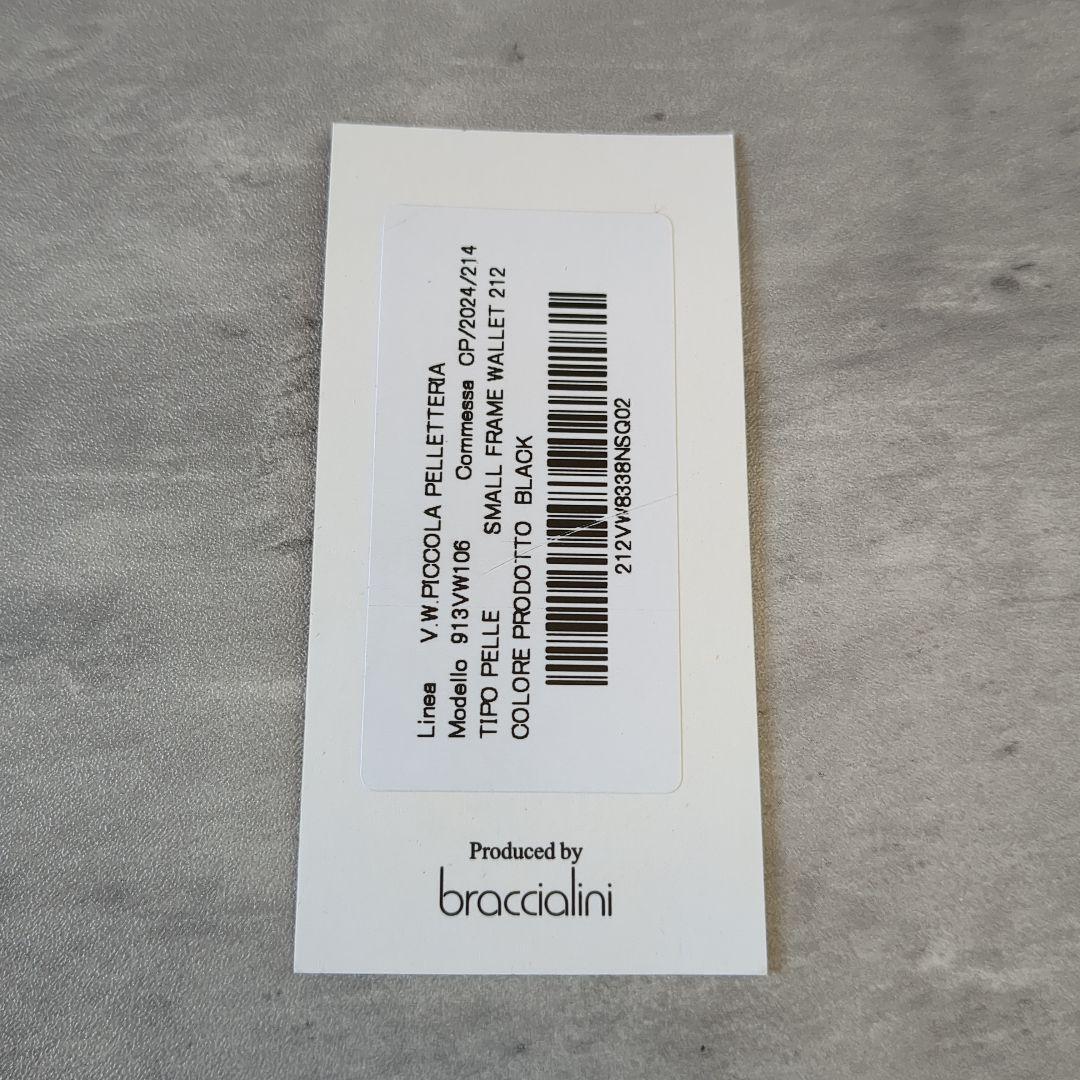 Linea V.W.PICCOLA PELLETTERIA
Modello 913VW106 Commessa CP/2024/214
TIPO PELLE SMALL FRAME WALLET 212
COLORE PRODOTTO BLACK
212VW8338NSQ02
Produced by
braccialini